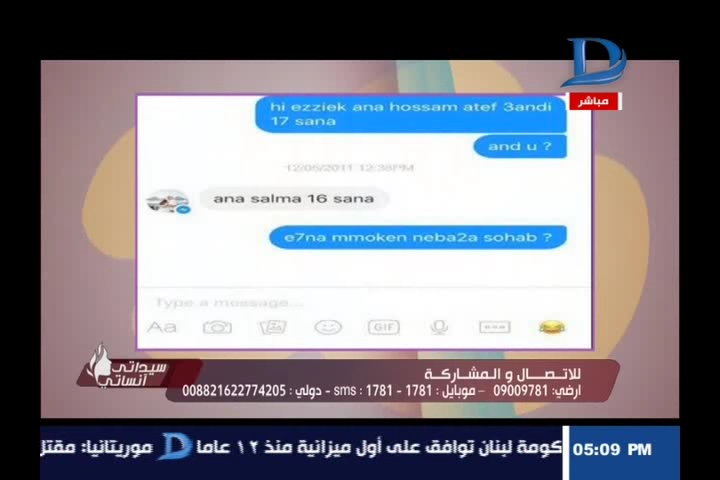 مباشر
hi ezziek ana hossam atef 3andi
17 sana
and u ?
12/06/2011 12:38PM
ana salma 16 sana
e7na mmoken neba2a sohab ?
Type a message...
Aa
GIF
سيداتي
آنساتي
للاتصال و المشاركة
ارضي: 09009781 - موبايل : 1781 - sms : 1781 - دولي : 008821622774205
كومة لبنان توافق على أول ميزانية منذ ١٢ عاما موريتانيا: مقتل
05:09 PM